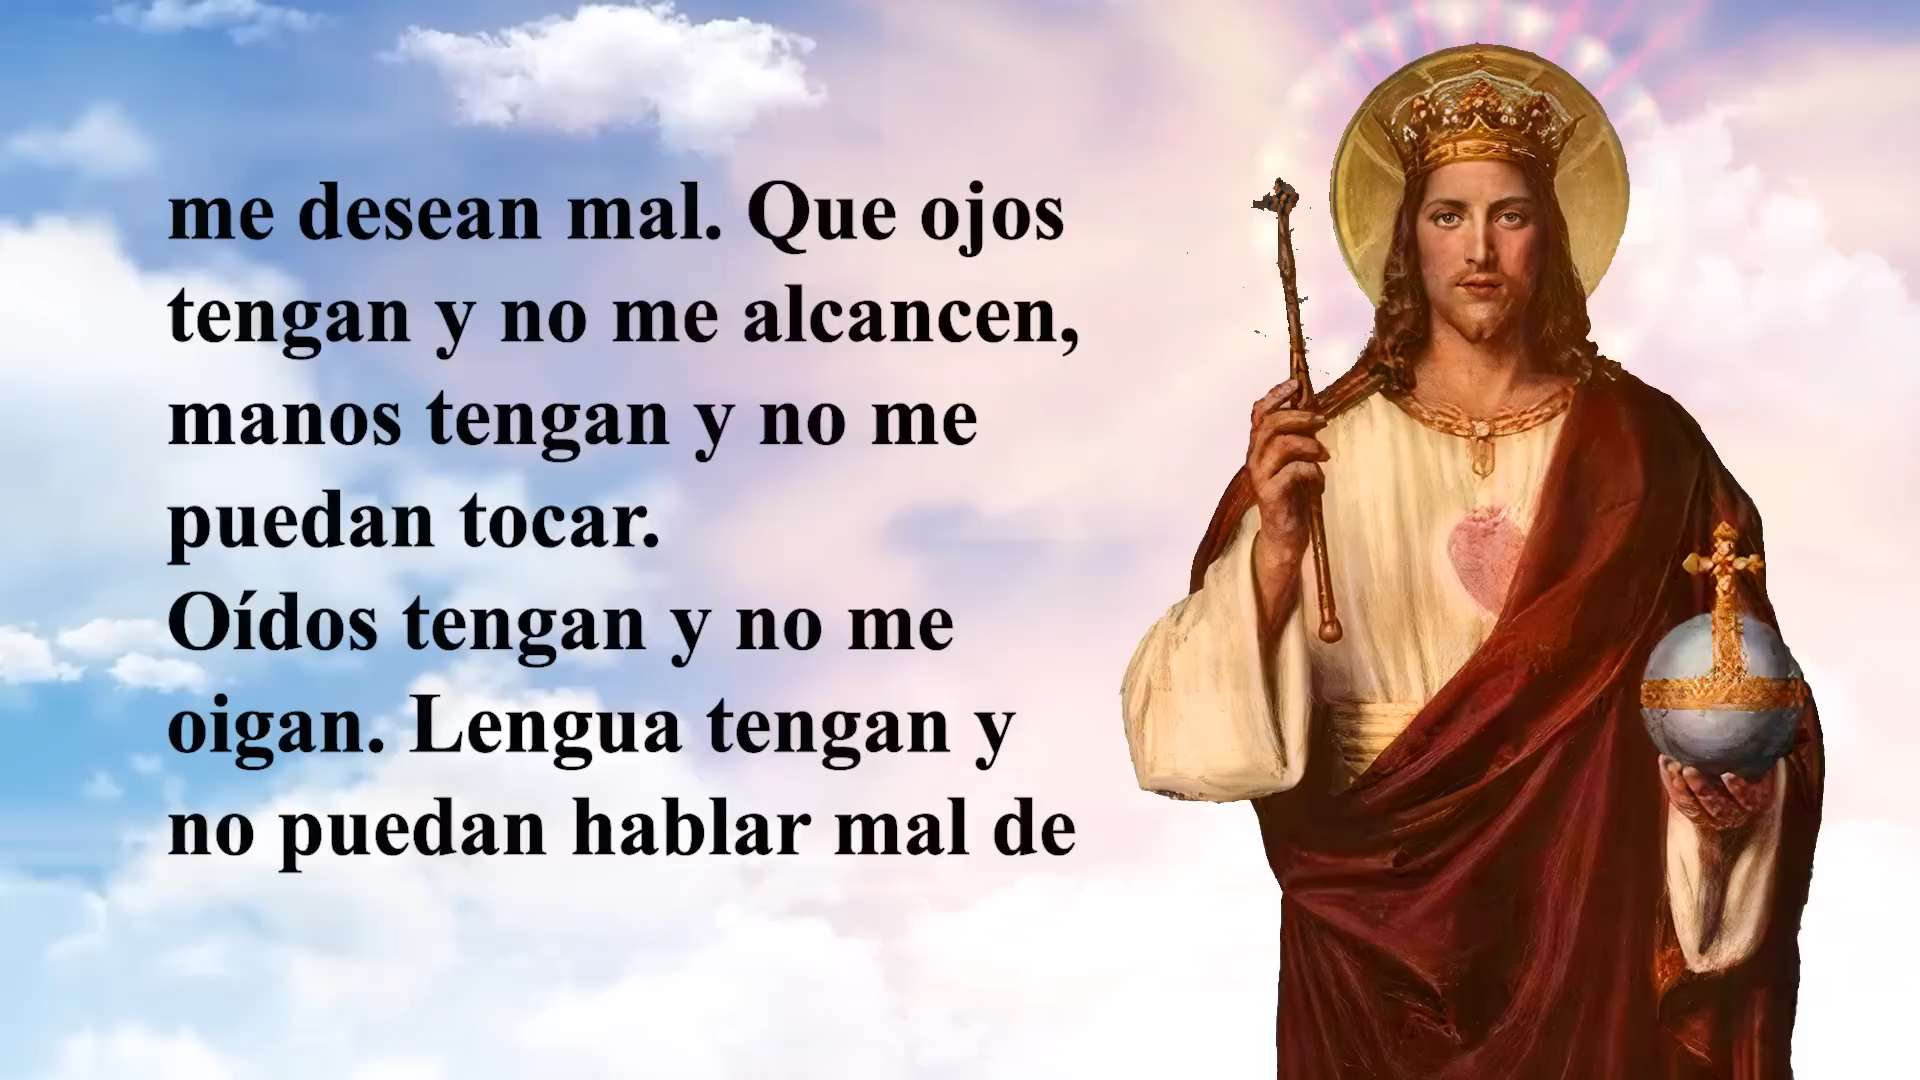 me desean mal. Que ojos
tengan y no me alcancen,
manos tengan y no me
puedan tocar.
Oídos tengan y no me
oigan. Lengua tengan y
no puedan hablar mal de